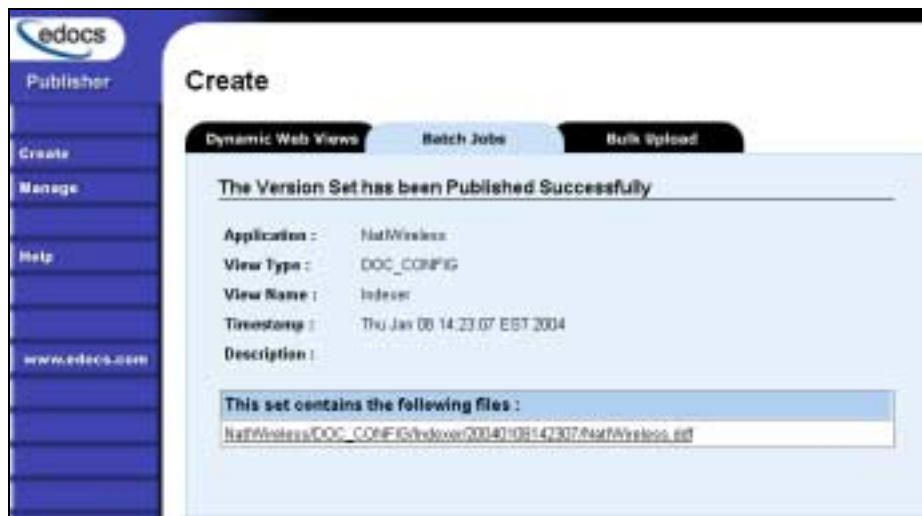 edocs
Publisher
Create
Manage
Help
www.edocs.com
Create
Dynamic Web Views
Batch Jobs
Bulk Upload
The Version Set has been Published Successfully
Application : NatlWireless
View Type : DOC_CONFIG
View Name : Indexer
Timestamp : Thu Jan 08 14:23:07 EST 2004
Description :
This set contains the following files :
NatlWireless/DOC_CONFIG/Indexer/20040108142307/NatlWireless.ddf